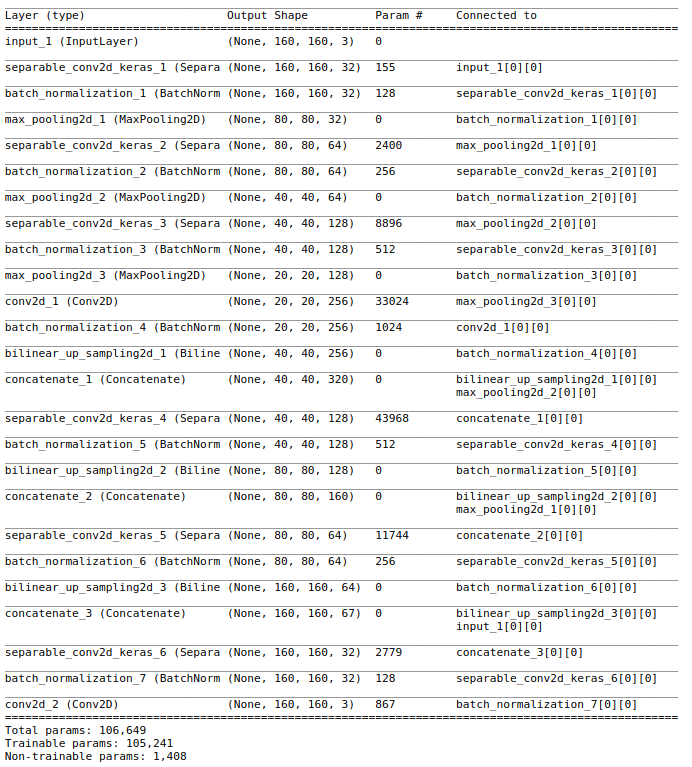 Layer (type) Output Shape Param # Connected to
input_1 (InputLayer) (None, 160, 160, 3) 0
separable_conv2d_keras_1 (Separa (None, 160, 160, 32) 155 input_1[0][0]
batch_normalization_1 (BatchNorm (None, 160, 160, 32) 128 separable_conv2d_keras_1[0][0]
max_pooling2d_1 (MaxPooling2D) (None, 80, 80, 32) 0 batch_normalization_1[0][0]
separable_conv2d_keras_2 (Separa (None, 80, 80, 64) 2400 max_pooling2d_1[0][0]
batch_normalization_2 (BatchNorm (None, 80, 80, 64) 256 separable_conv2d_keras_2[0][0]
max_pooling2d_2 (MaxPooling2D) (None, 40, 40, 64) 0 batch_normalization_2[0][0]
separable_conv2d_keras_3 (Separa (None, 40, 40, 128) 8896 max_pooling2d_2[0][0]
batch_normalization_3 (BatchNorm (None, 40, 40, 128) 512 separable_conv2d_keras_3[0][0]
max_pooling2d_3 (MaxPooling2D) (None, 20, 20, 128) 0 batch_normalization_3[0][0]
conv2d_1 (Conv2D) (None, 20, 20, 256) 33024 max_pooling2d_3[0][0]
batch_normalization_4 (BatchNorm (None, 20, 20, 256) 1024 conv2d_1[0][0]
bilinear_up_sampling2d_1 (Biline (None, 40, 40, 256) 0 batch_normalization_4[0][0]
concatenate_1 (Concatenate) (None, 40, 40, 320) 0 bilinear_up_sampling2d_1[0][0]
max_pooling2d_2[0][0]
separable_conv2d_keras_4 (Separa (None, 40, 40, 128) 43968 concatenate_1[0][0]
batch_normalization_5 (BatchNorm (None, 40, 40, 128) 512 separable_conv2d_keras_4[0][0]
bilinear_up_sampling2d_2 (Biline (None, 80, 80, 128) 0 batch_normalization_5[0][0]
concatenate_2 (Concatenate) (None, 80, 80, 160) 0 bilinear_up_sampling2d_2[0][0]
max_pooling2d_1[0][0]
separable_conv2d_keras_5 (Separa (None, 80, 80, 64) 11744 concatenate_2[0][0]
batch_normalization_6 (BatchNorm (None, 80, 80, 64) 256 separable_conv2d_keras_5[0][0]
bilinear_up_sampling2d_3 (Biline (None, 160, 160, 64) 0 batch_normalization_6[0][0]
concatenate_3 (Concatenate) (None, 160, 160, 67) 0 bilinear_up_sampling2d_3[0][0]
input_1[0][0]
separable_conv2d_keras_6 (Separa (None, 160, 160, 32) 2779 concatenate_3[0][0]
batch_normalization_7 (BatchNorm (None, 160, 160, 32) 128 separable_conv2d_keras_6[0][0]
conv2d_2 (Conv2D) (None, 160, 160, 3) 867 batch_normalization_7[0][0]
Total params: 106,649
Trainable params: 105,241
Non-trainable params: 1,408